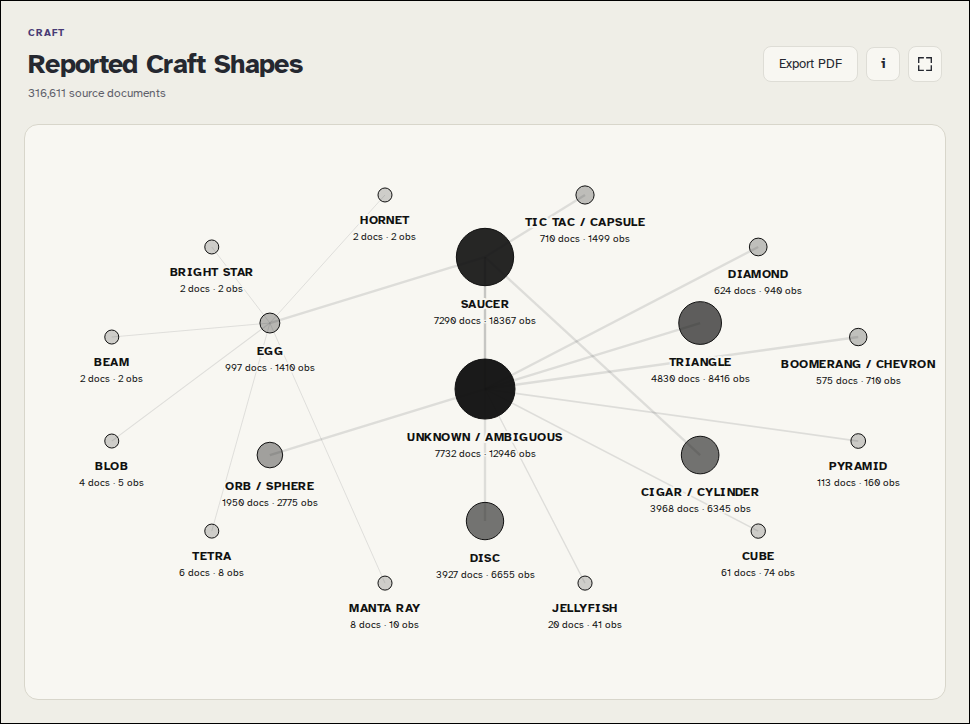 CRAFT
Reported Craft Shapes
316,611 source documents
Export PDF
i
HORNET
2 docs · 2 obs
TIC TAC / CAPSULE
710 docs · 1499 obs
BRIGHT STAR
2 docs · 2 obs
DIAMOND
624 docs · 940 obs
SAUCER
7290 docs · 18367 obs
EGG
997 docs · 1410 obs
BEAM
2 docs · 2 obs
TRIANGLE
4830 docs · 8416 obs
BOOMERANG / CHEVRON
575 docs · 710 obs
UNKNOWN / AMBIGUOUS
7732 docs · 12946 obs
BLOB
4 docs · 5 obs
ORB / SPHERE
1950 docs · 2775 obs
CIGAR / CYLINDER
3968 docs · 6345 obs
PYRAMID
113 docs · 160 obs
TETRA
6 docs · 8 obs
DISC
3927 docs · 6655 obs
CUBE
61 docs · 74 obs
MANTA RAY
8 docs · 10 obs
JELLYFISH
20 docs · 41 obs